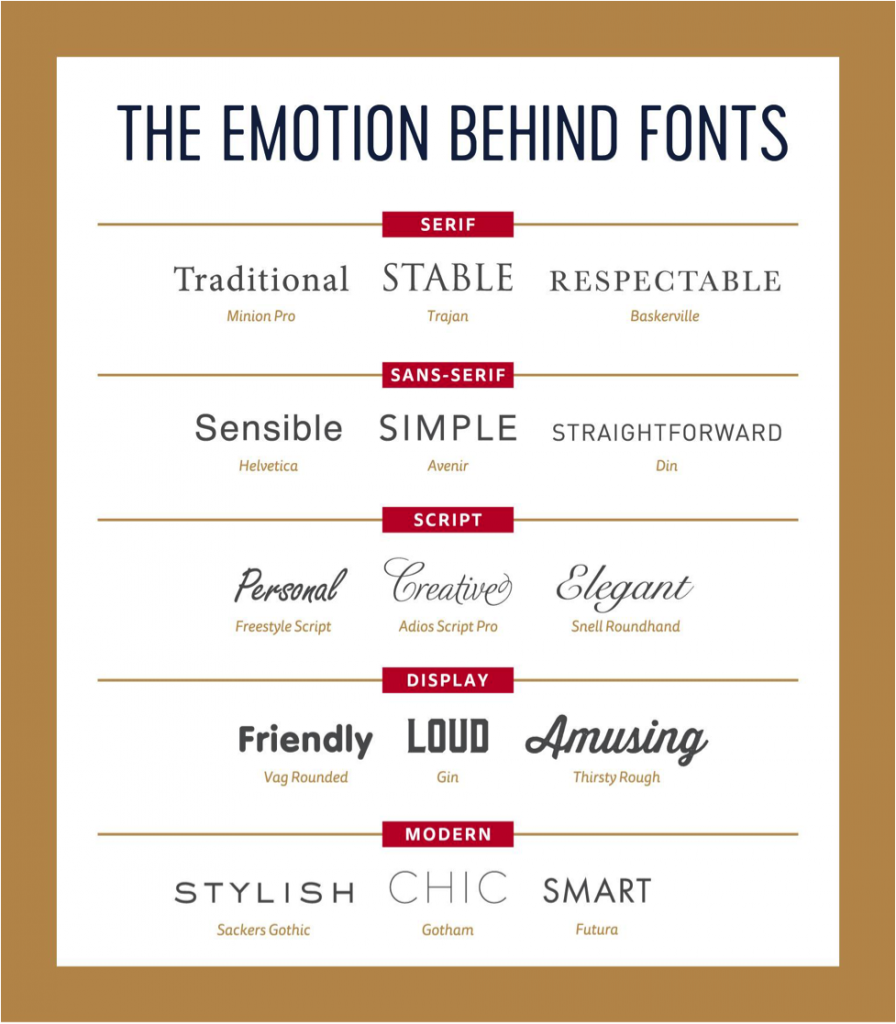 THE EMOTION BEHIND FONTS
SERIF
Traditional STABLE RESPECTABLE
Minion Pro Trajan Baskerville
SANS-SERIF
Sensible SIMPLE STRAIGHTFORWARD
Helvetica Avenir Din
SCRIPT
Personal Creative Elegant
Freestyle Script Adios Script Pro Snell Roundhand
DISPLAY
Friendly LOUD Amusing
Vag Rounded Gin Thirsty Rough
MODERN
STYLISH CHIC SMART
Sackers Gothic Gotham Futura